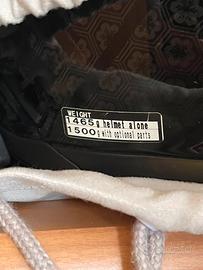 WEIGHT
1465g helmet alone
1500g with optional parts